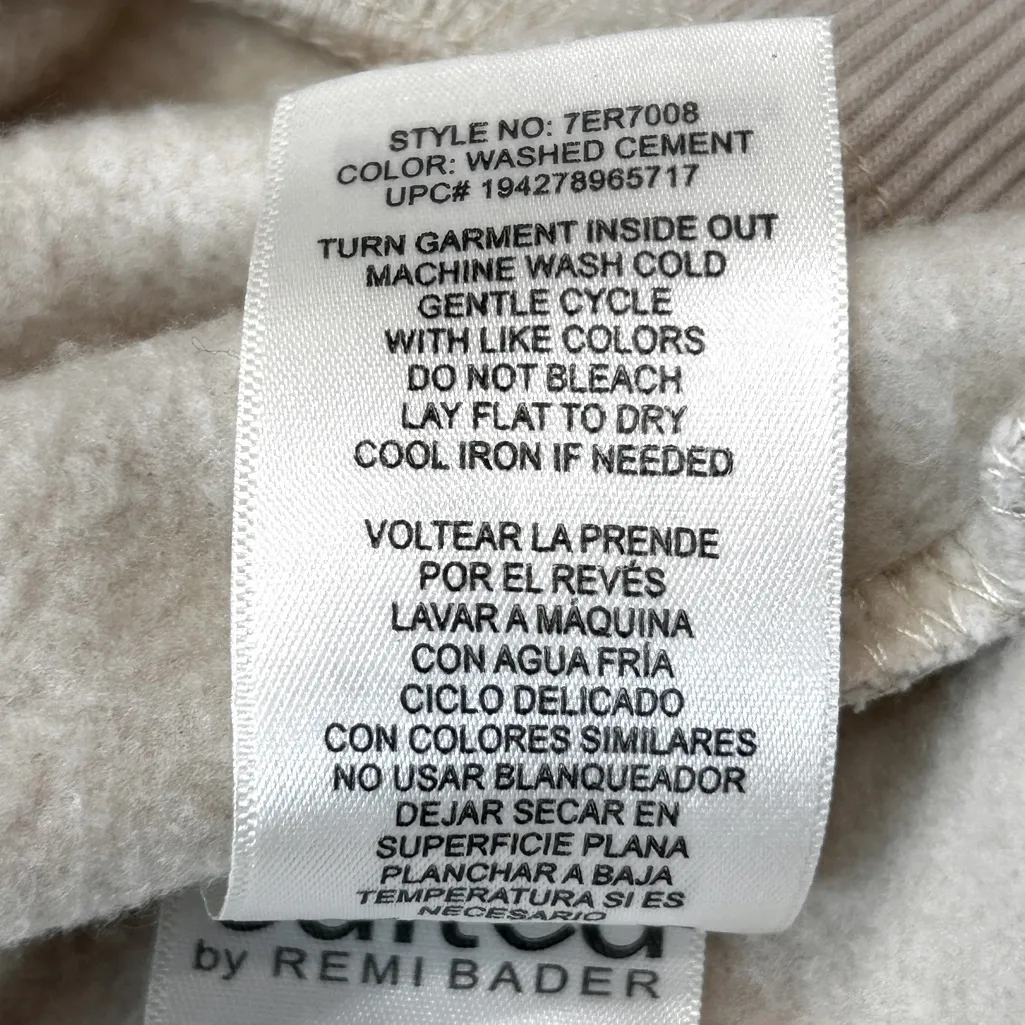 STYLE NO: 7ER7008
COLOR: WASHED CEMENT
UPC# 194278965717
TURN GARMENT INSIDE OUT
MACHINE WASH COLD
GENTLE CYCLE
WITH LIKE COLORS
DO NOT BLEACH
LAY FLAT TO DRY
COOL IRON IF NEEDED
VOLTEAR LA PRENDE
POR EL REVÉS
LAVAR A MÁQUINA
CON AGUA FRÍA
CICLO DELICADO
CON COLORES SIMILARES
NO USAR BLANQUEADOR
DEJAR SECAR EN
SUPERFICIE PLANA
PLANCHAR A BAJA
TEMPERATURA SI ES
NECESARIO
by REMI BADER